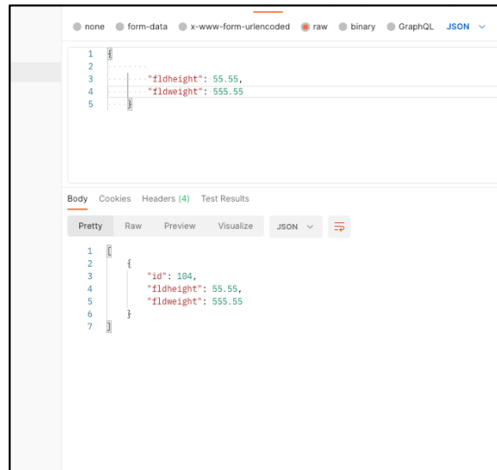 none form-data x-www-form-urlencoded raw binary GraphQL JSON
1 {
2
3 "fldheight": 55.55,
4 "fldweight": 555.55
5 }
Body Cookies Headers (4) Test Results
Pretty Raw Preview Visualize JSON
1 [
2 {
3 "id": 104,
4 "fldheight": 55.55,
5 "fldweight": 555.55
6 }
7 ]